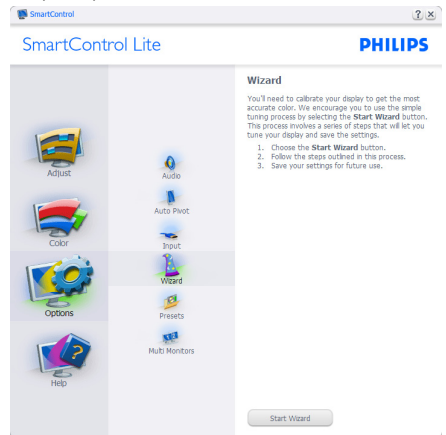 SmartControl
SmartControl Lite
PHILIPS
Adjust
Color
Options
Help
Audio
Auto Pivot
Input
Wizard
Presets
Multi Monitors
Wizard
You'll need to calibrate your display to get the most
accurate color. We encourage you to use the simple
tuning process by selecting the Start Wizard button.
This process involves a series of steps that will let you
tune your display and save the settings.
1. Choose the Start Wizard button.
2. Follow the steps outlined in this process.
3. Save your settings for future use.
Start Wizard